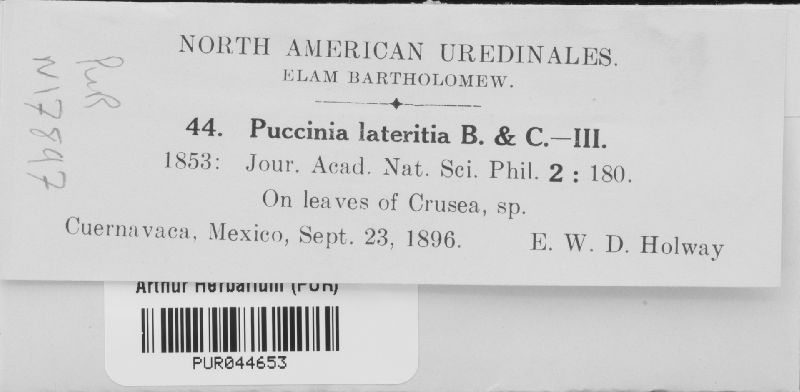 NORTH AMERICAN UREDINALES.
ELAM BARTHOLOMEW.
44. Puccinia lateritia B. & C.—III.
1853: Jour. Acad. Nat. Sci. Phil. 2 : 180.
On leaves of Crusea, sp.
Cuernavaca, Mexico, Sept. 23, 1896. E. W. D. Holway
PUR
N17897
Arthur Herbarium (PUR)
PUR044653